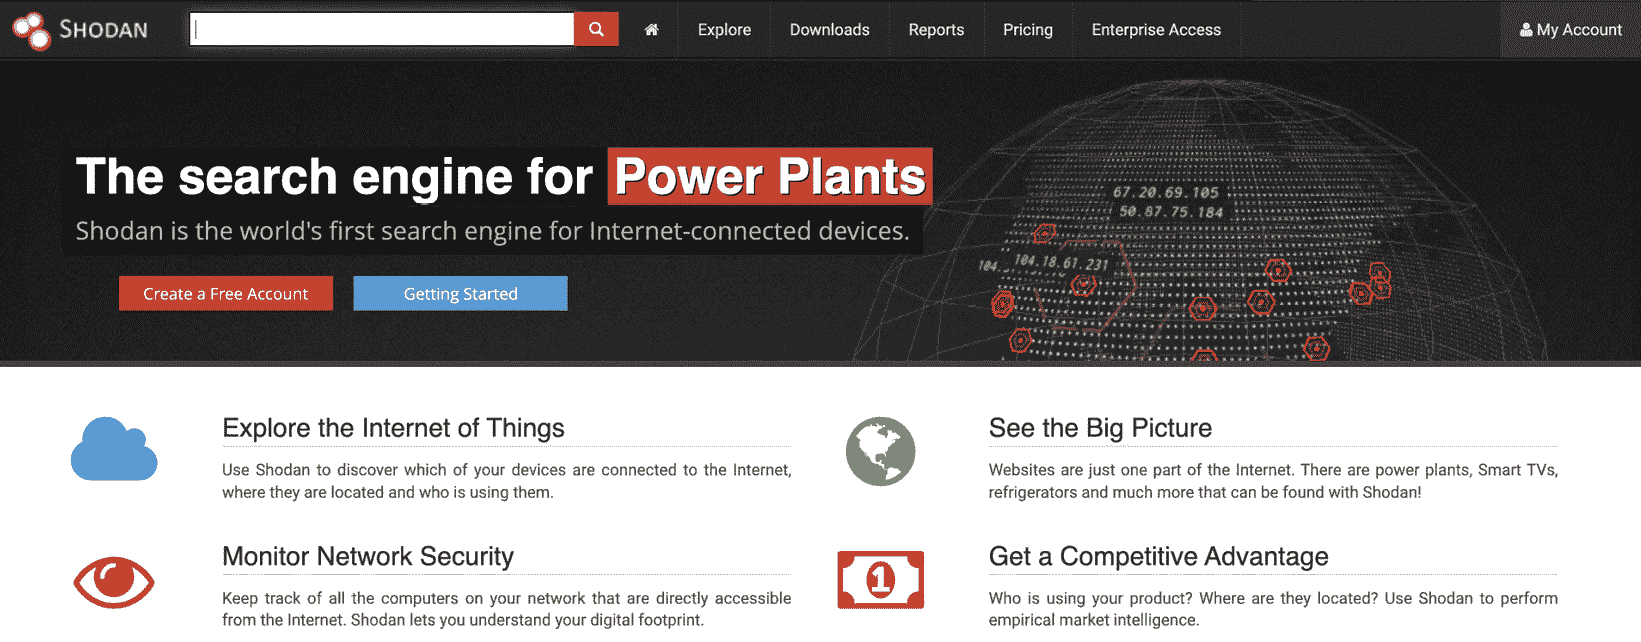 SHODAN
Explore
Downloads
Reports
Pricing
Enterprise Access
My Account
The search engine for Power Plants
Shodan is the world's first search engine for Internet-connected devices.
Create a Free Account
Getting Started
67.20.69.105
50.87.75.184
104.
104.18.61.231
Explore the Internet of Things
Use Shodan to discover which of your devices are connected to the Internet,
where they are located and who is using them.
See the Big Picture
Websites are just one part of the Internet. There are power plants, Smart TVs,
refrigerators and much more that can be found with Shodan!
Monitor Network Security
Keep track of all the computers on your network that are directly accessible
from the Internet. Shodan lets you understand your digital footprint.
1
Get a Competitive Advantage
Who is using your product? Where are they located? Use Shodan to perform
empirical market intelligence.